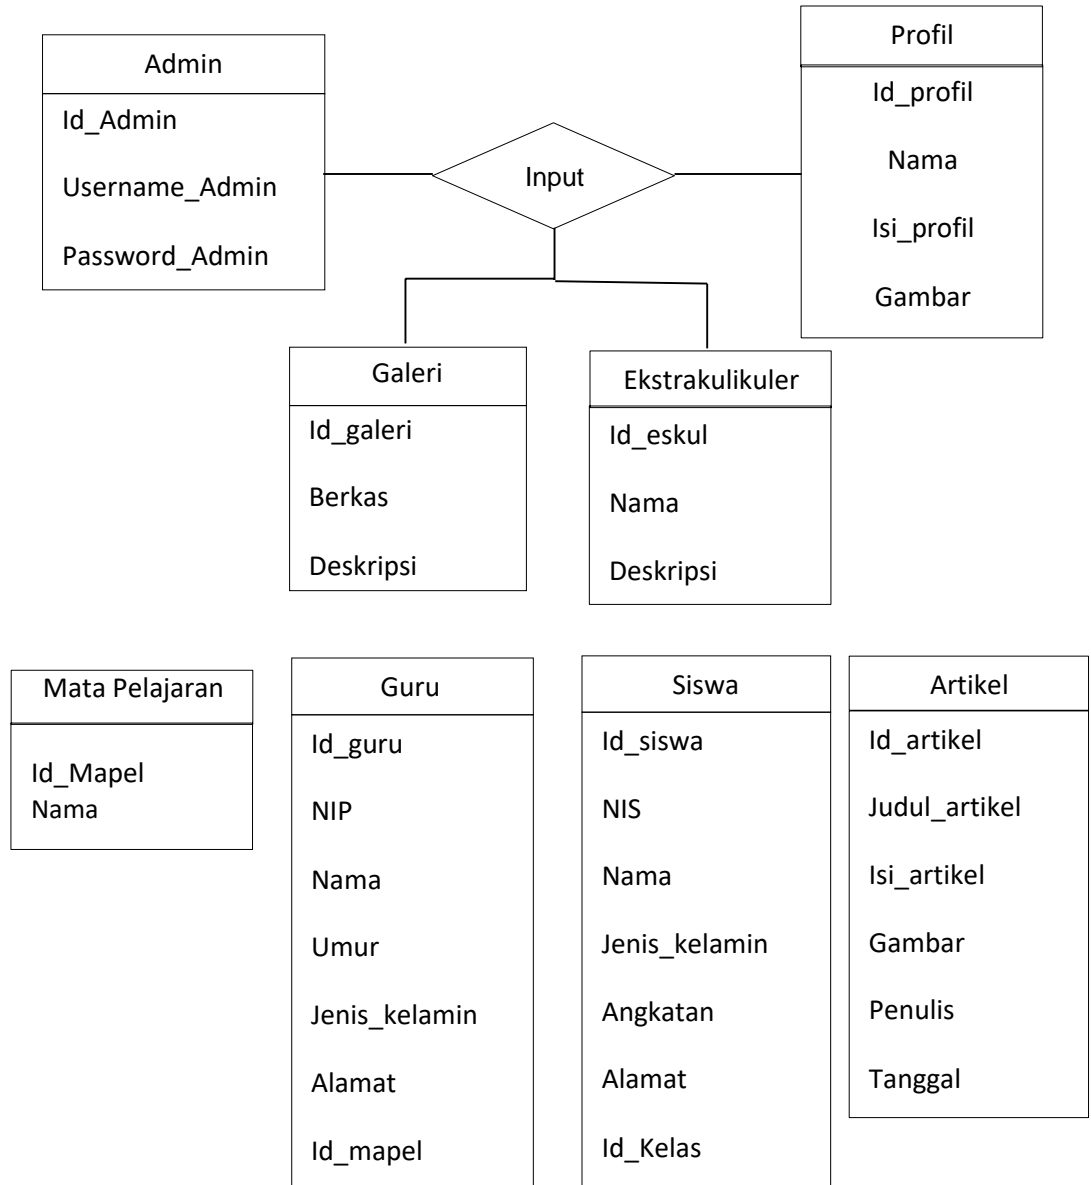 Admin
Id_Admin
Username_Admin
Password_Admin
Input
Profil
Id_profil
Nama
Isi_profil
Gambar
Galeri
Id_galeri
Berkas
Deskripsi
Ekstrakulikuler
Id_eskul
Nama
Deskripsi
Mata Pelajaran
Id_Mapel
Nama
Guru
Id_guru
NIP
Nama
Umur
Jenis_kelamin
Alamat
Id_mapel
Siswa
Id_siswa
NIS
Nama
Jenis_kelamin
Angkatan
Alamat
Id_Kelas
Artikel
Id_artikel
Judul_artikel
Isi_artikel
Gambar
Penulis
Tanggal